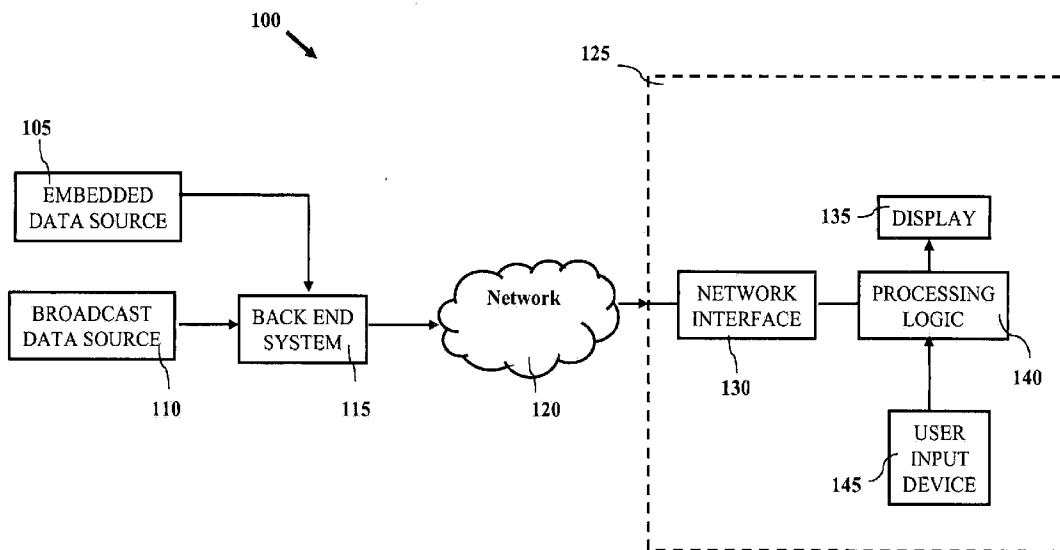 100
125
105
EMBEDDED
DATA SOURCE
135
DISPLAY
BROADCAST
DATA SOURCE
110
BACK END
SYSTEM
115
Network
120
NETWORK
INTERFACE
130
PROCESSING
LOGIC
140
USER
INPUT
DEVICE
145